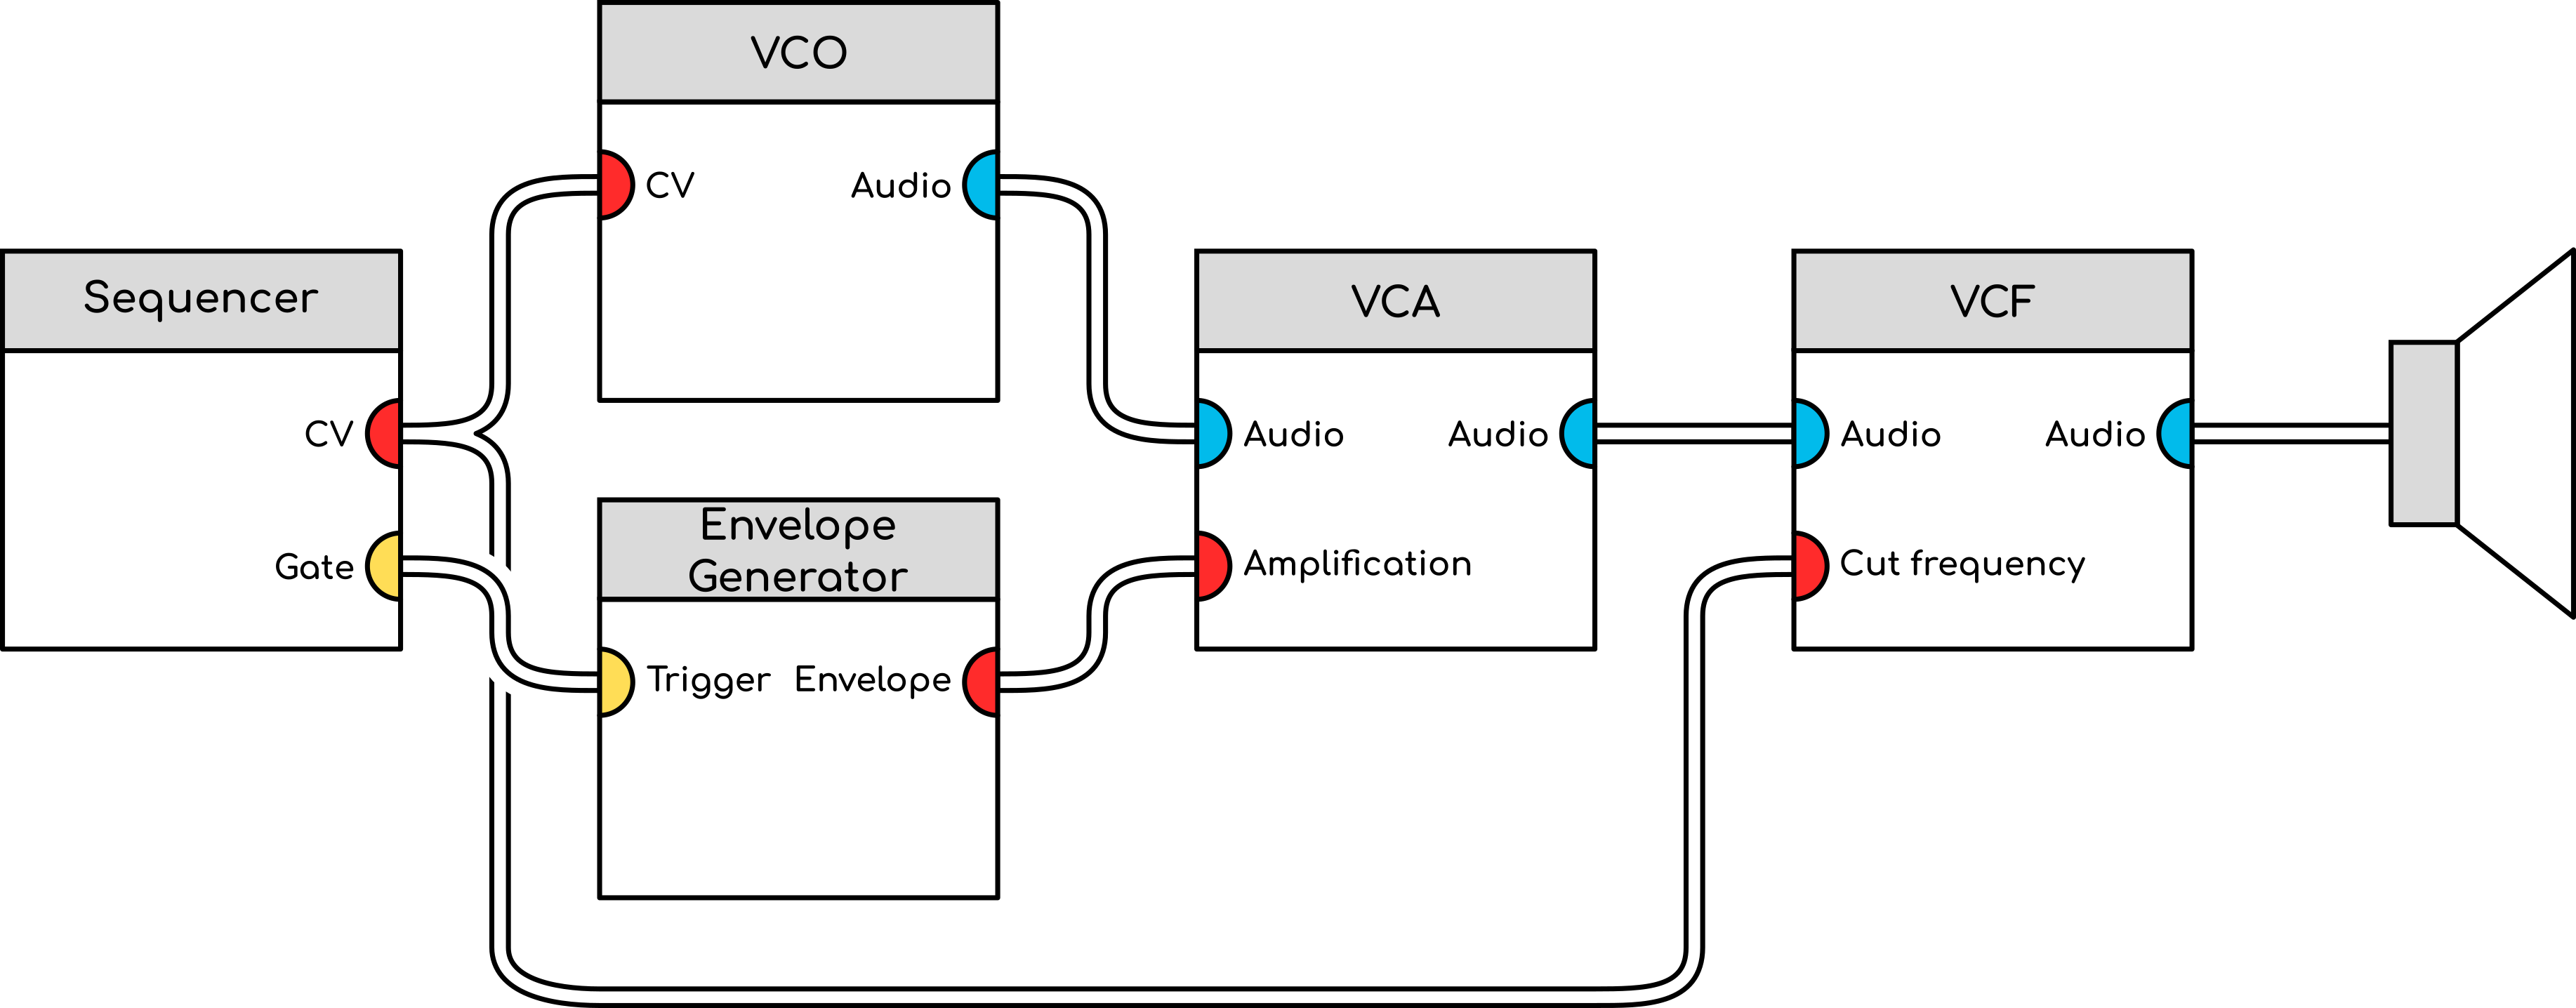 VCO
CV
Audio
Sequencer
CV
Gate
Envelope
Generator
Trigger
Envelope
VCA
Audio
Audio
Amplification
VCF
Audio
Audio
Cut frequency